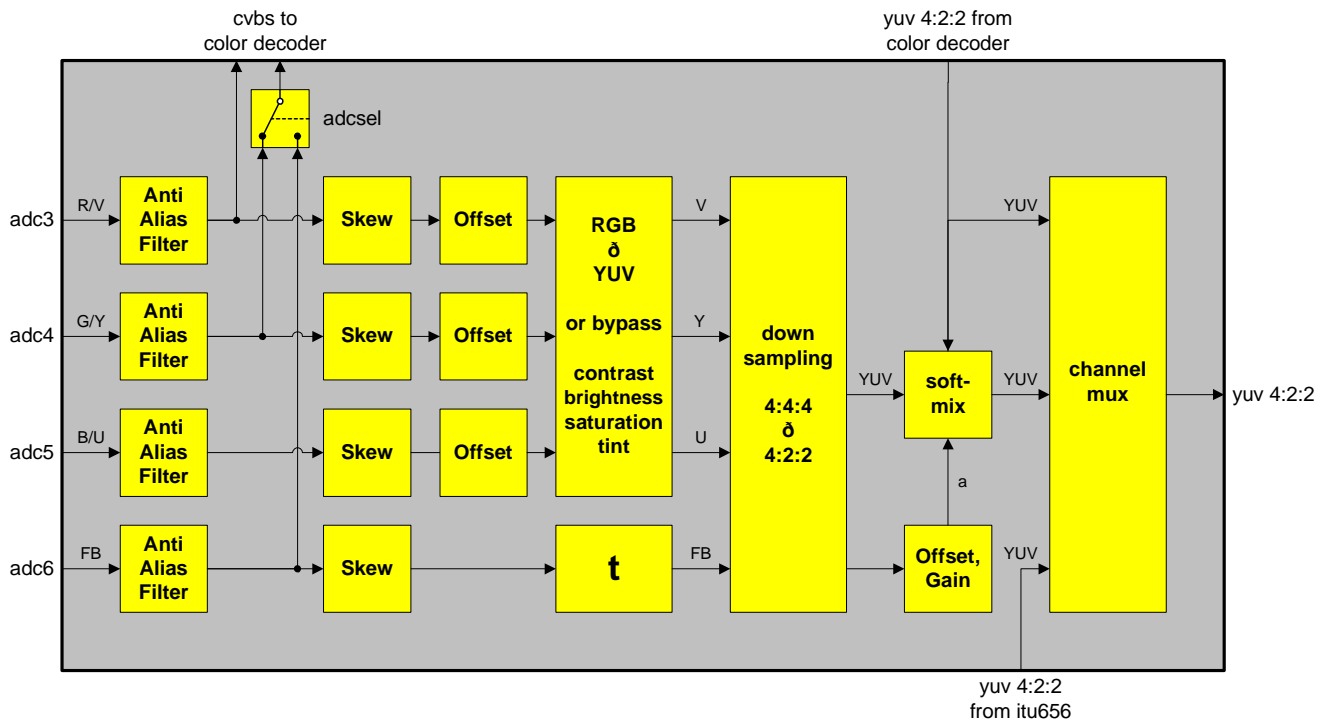 cvbs to
color decoder
yuv 4:2:2 from
color decoder
adcsel
adc3
R/V
Anti
Alias
Filter
Skew
Offset
RGB
ð
YUV
or bypass
contrast
brightness
saturation
tint
V
YUV
adc4
G/Y
Anti
Alias
Filter
Skew
Offset
Y
down
sampling
4:4:4
ð
4:2:2
YUV
soft-
mix
YUV
channel
mux
yuv 4:2:2
adc5
B/U
Anti
Alias
Filter
Skew
Offset
U
a
adc6
FB
Anti
Alias
Filter
Skew
t
FB
Offset,
Gain
YUV
yuv 4:2:2
from itu656